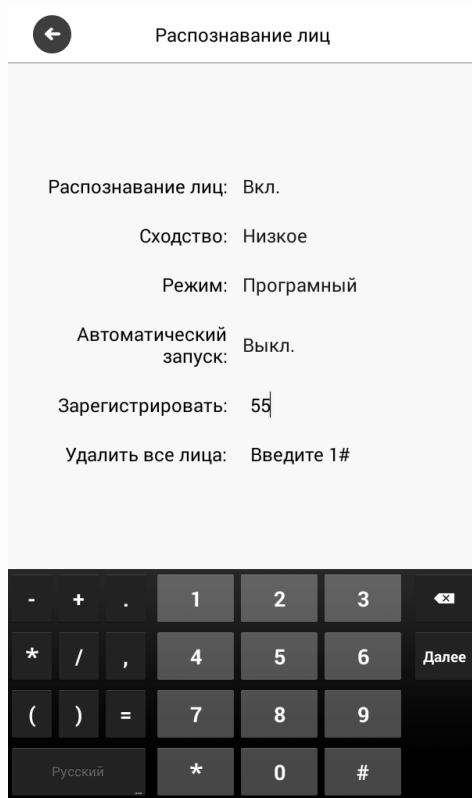 Распознавание лиц
Распознавание лиц: Вкл.
Сходство: Низкое
Режим: Програмный
Автоматический
запуск: Выкл.
Зарегистрировать: 55
Удалить все лица: Введите 1#
- + . 1 2 3
* / , 4 5 6 Далее
( ) = 7 8 9
Русский ... * 0 #